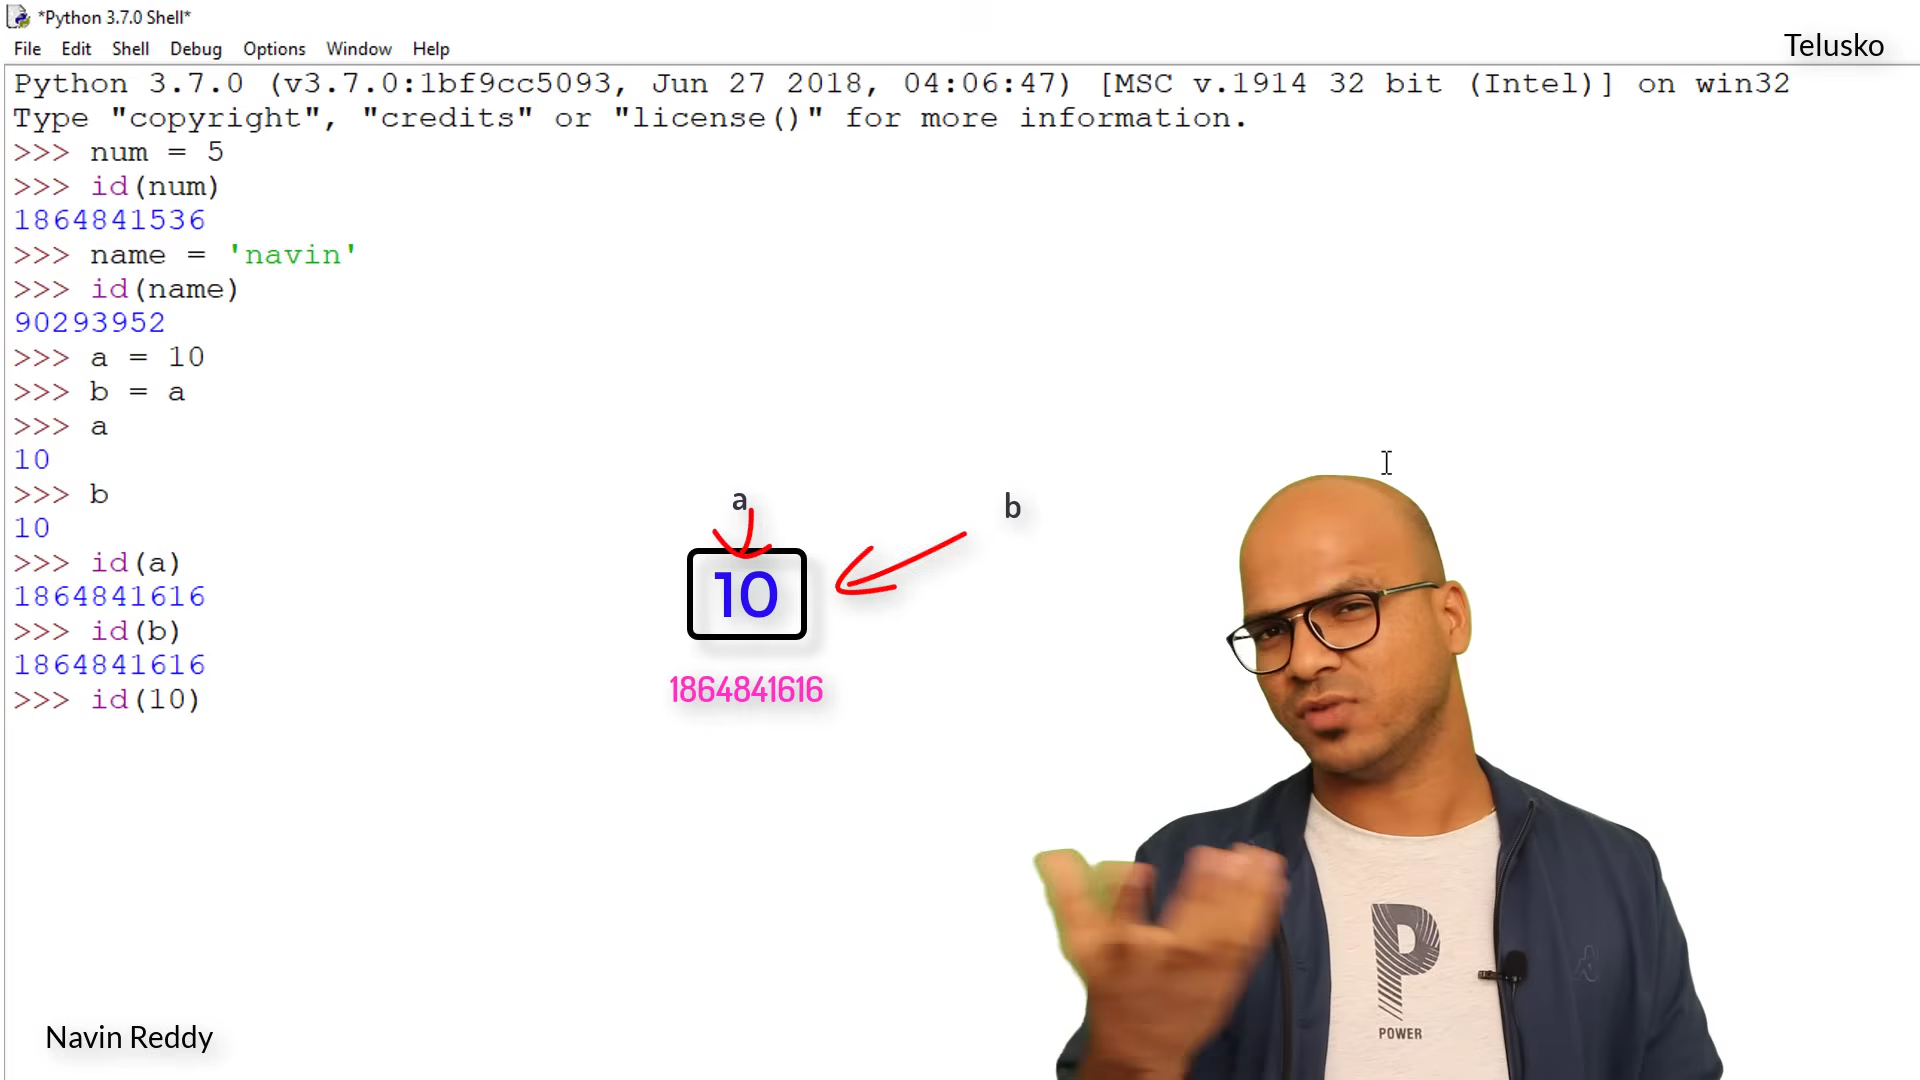 *Python 3.7.0 Shell*
File Edit Shell Debug Options Window Help
Telusko
Python 3.7.0 (v3.7.0:1bf9cc5093, Jun 27 2018, 04:06:47) [MSC v.1914 32 bit (Intel)] on win32
Type "copyright", "credits" or "license()" for more information.
>>> num = 5
>>> id(num)
1864841536
>>> name = 'navin'
>>> id(name)
90293952
>>> a = 10
>>> b = a
>>> a
10
>>> b
10
>>> id(a)
1864841616
>>> id(b)
1864841616
>>> id(10)
a
b
10
1864841616
P
POWER
Navin Reddy